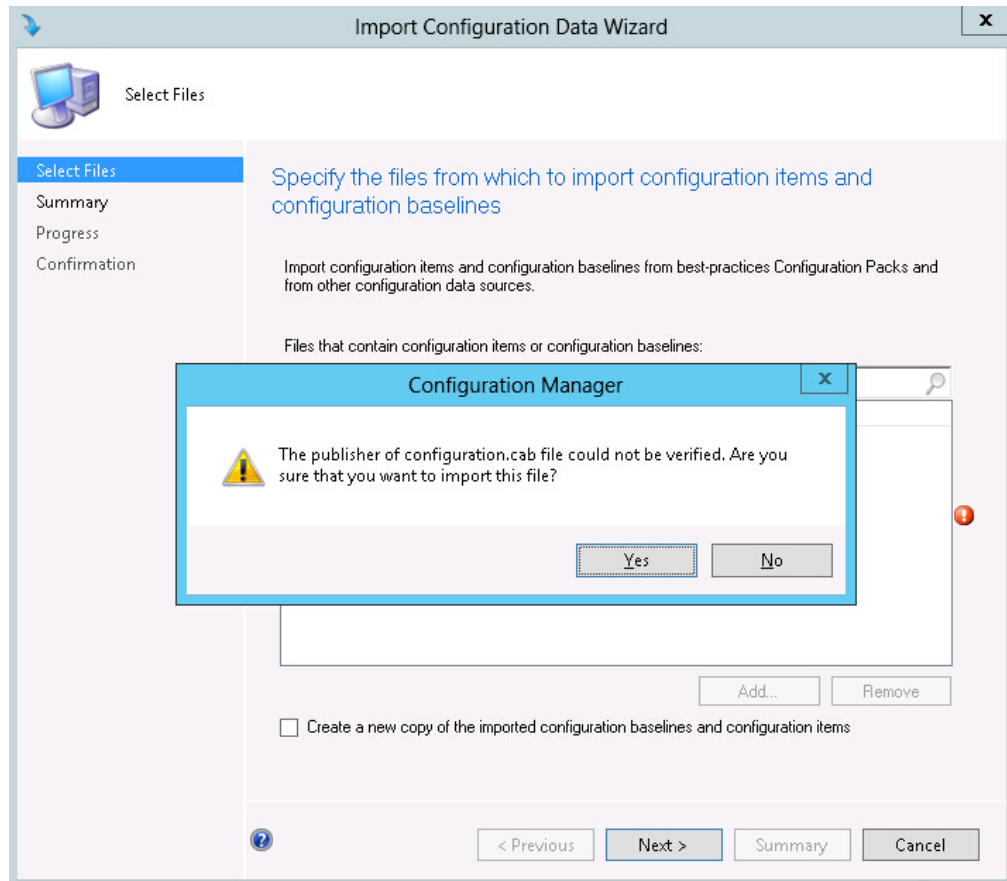 Import Configuration Data Wizard
x
Select Files
Select Files
Summary
Progress
Confirmation
Specify the files from which to import configuration items and
configuration baselines
Import configuration items and configuration baselines from best-practices Configuration Packs and
from other configuration data sources.
Files that contain configuration items or configuration baselines:
Configuration Manager
x
The publisher of configuration.cab file could not be verified. Are you
sure that you want to import this file?
Yes
No
Add...
Remove
Create a new copy of the imported configuration baselines and configuration items
< Previous
Next >
Summary
Cancel